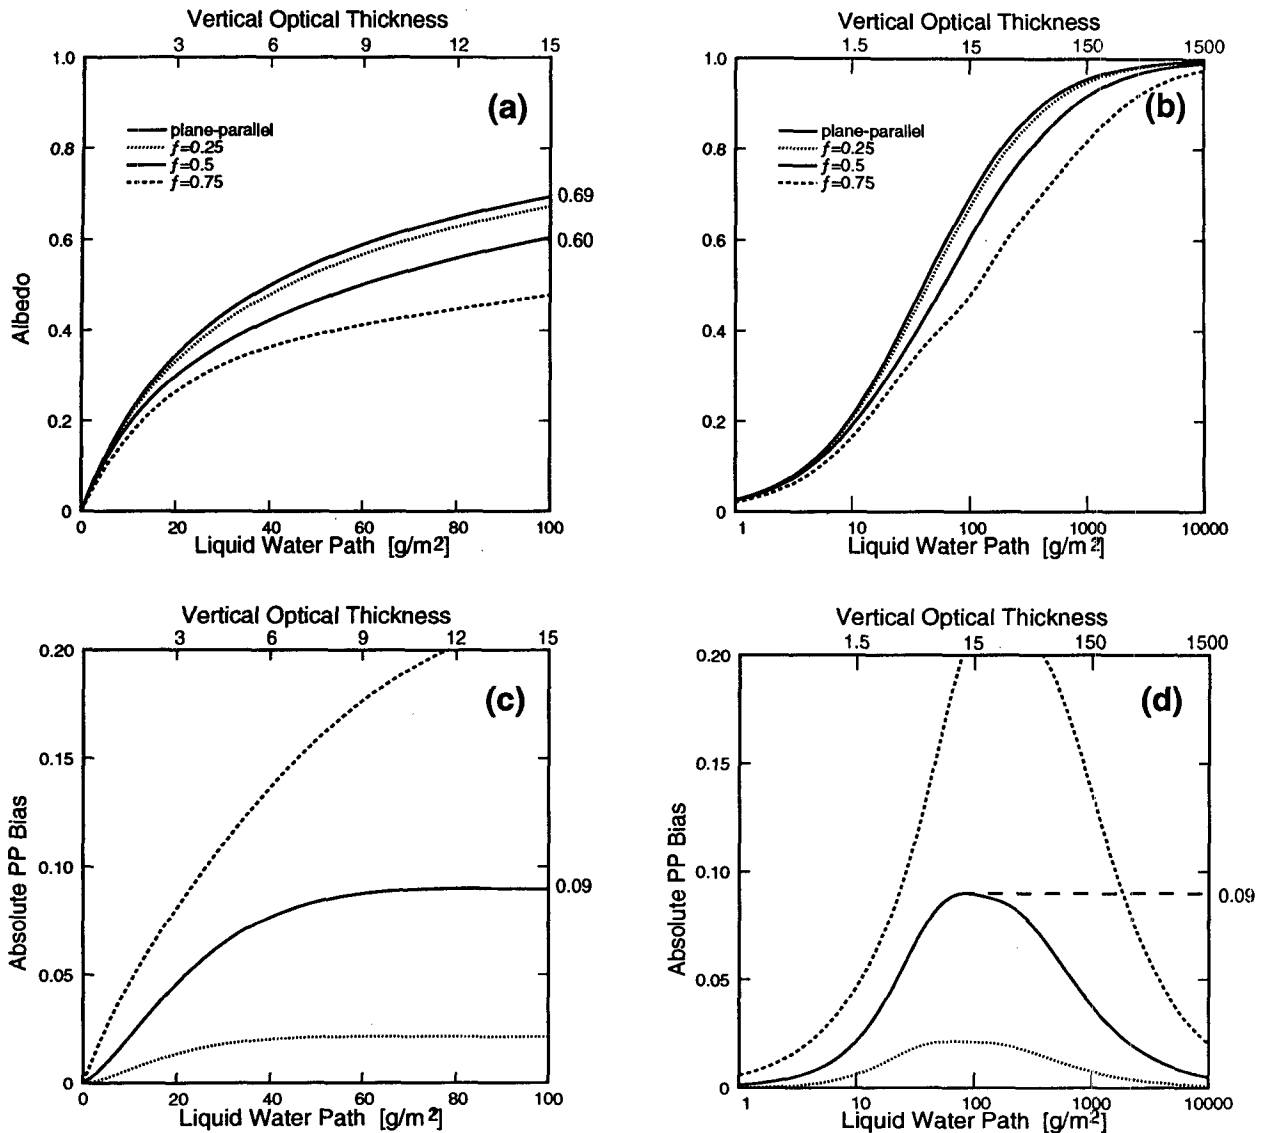 Vertical Optical Thickness
3 6 9 12 15
1.0
0.8
0.6
0.4
0.2
0
Albedo
(a)
plane-parallel
ƒ=0.25
ƒ=0.5
ƒ=0.75
0.69
0.60
0 20 40 60 80 100
Liquid Water Path [g/m2]
Vertical Optical Thickness
1.5 15 150 1500
1.0
0.8
0.6
0.4
0.2
0
(b)
plane-parallel
ƒ=0.25
ƒ=0.5
ƒ=0.75
1 10 100 1000 10000
Liquid Water Path [g/m2]
Vertical Optical Thickness
3 6 9 12 15
0.20
0.15
0.10
0.05
0
Absolute PP Bias
(c)
0.09
0 20 40 60 80 100
Liquid Water Path [g/m2]
Vertical Optical Thickness
1.5 15 150 1500
0.20
0.15
0.10
0.05
0
Absolute PP Bias
(d)
0.09
1 10 100 1000 10000
Liquid Water Path [g/m2]